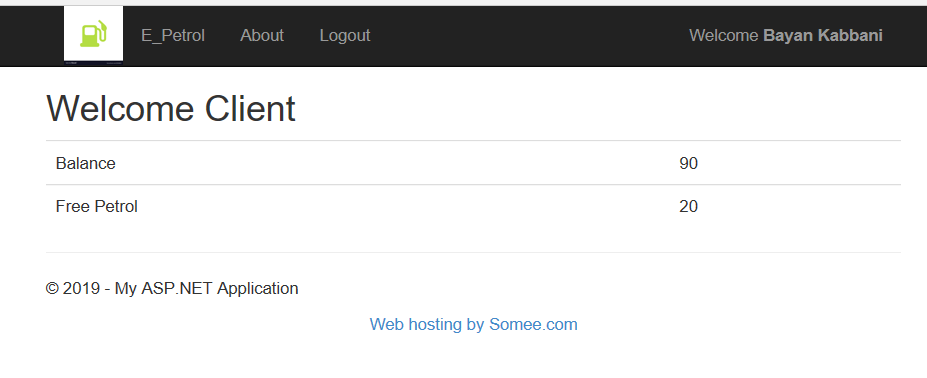 E_Petrol About Logout Welcome Bayan Kabbani
Welcome Client
Balance 90
Free Petrol 20
© 2019 - My ASP.NET Application
Web hosting by Somee.com